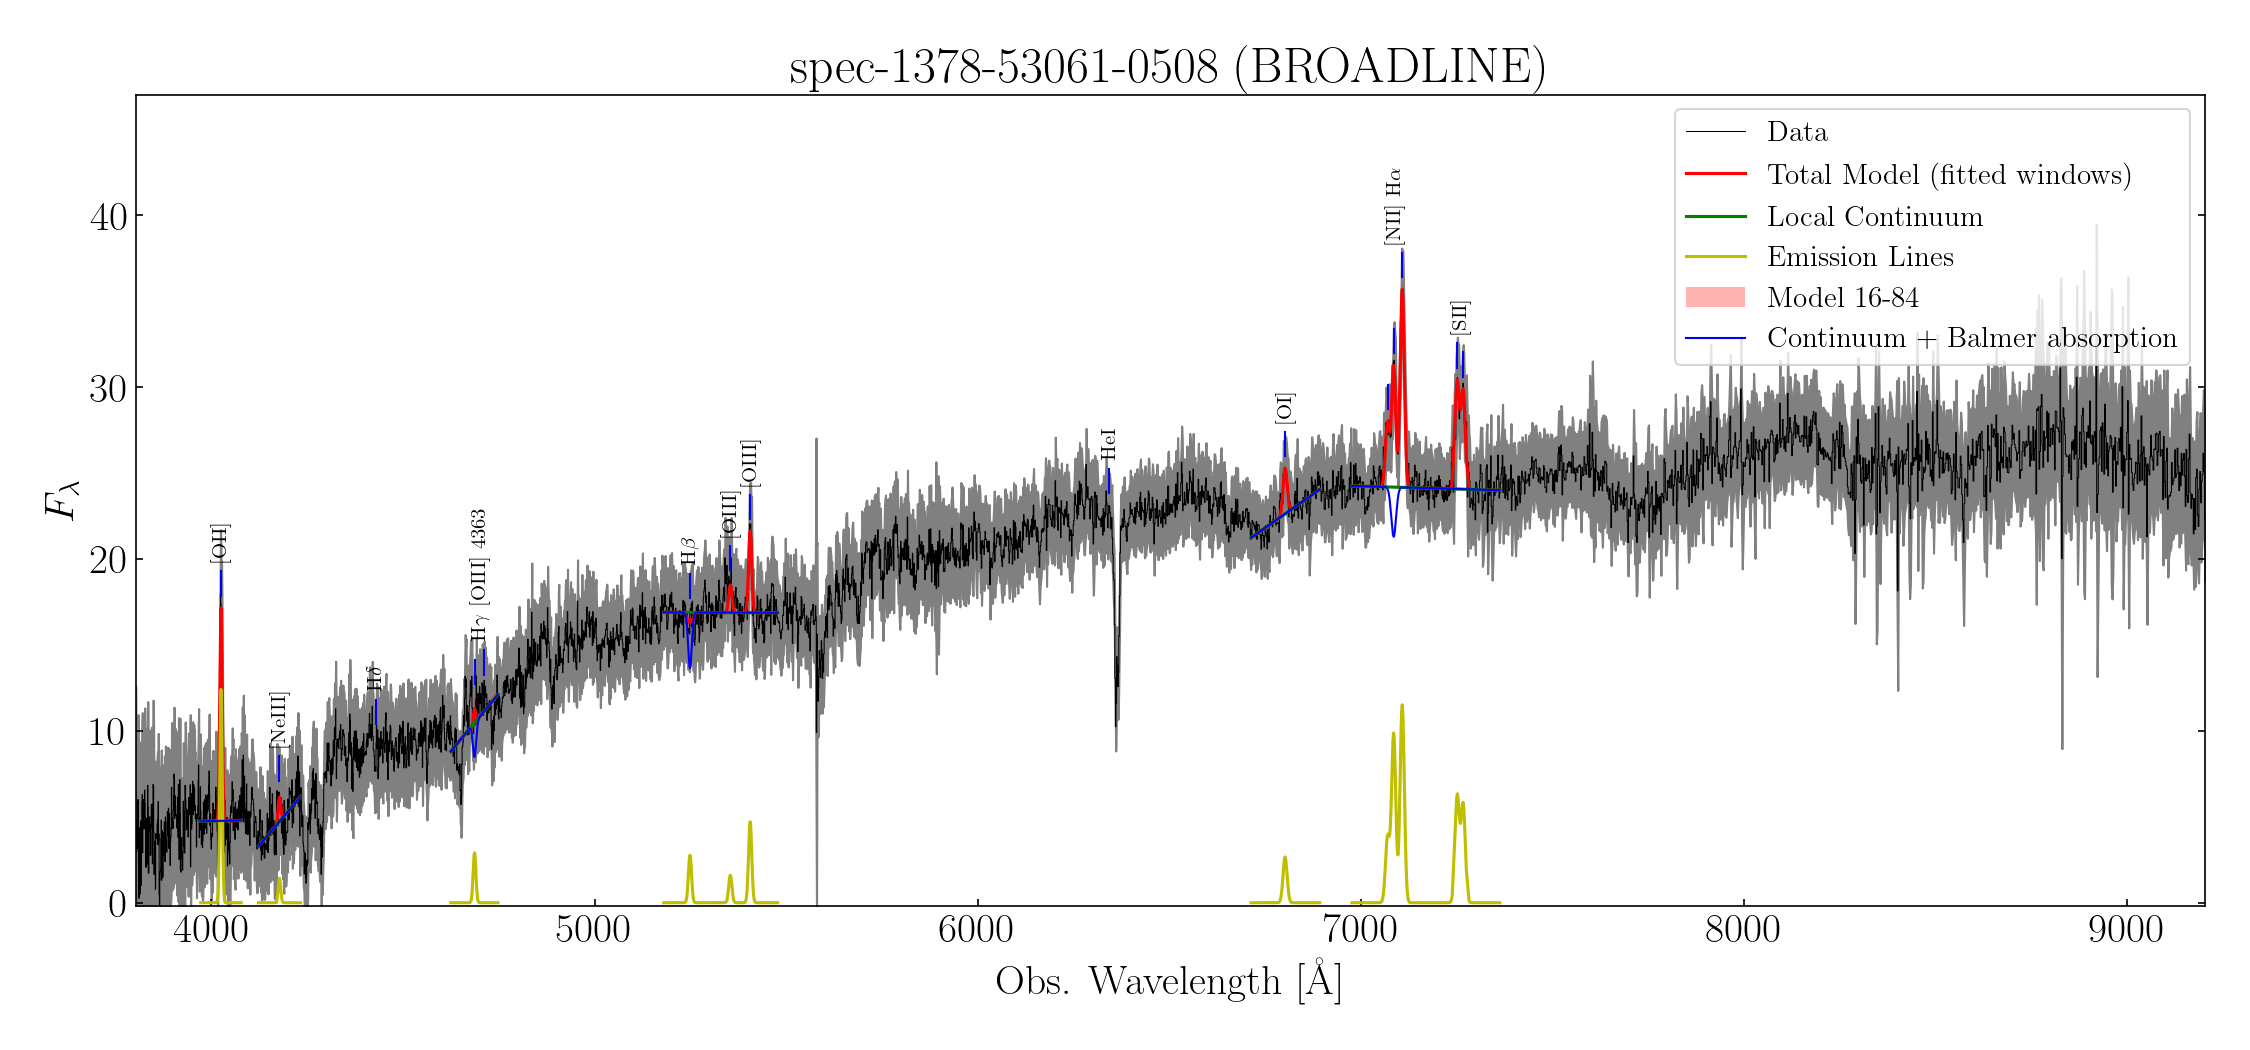 spec-1378-53061-0508 (BROADLINE)
Data
Total Model (fitted windows)
Local Continuum
Emission Lines
Model 16-84
Continuum + Balmer absorption
[OII]
[NeIII]
Hδ
Hγ [OIII] 4363
Hβ
[OIII]
[OIII]
HeI
[OI]
[NII] Hα
[SII]
40
30
20
10
0
F_λ
4000 5000 6000 7000 8000 9000
Obs. Wavelength [Å]